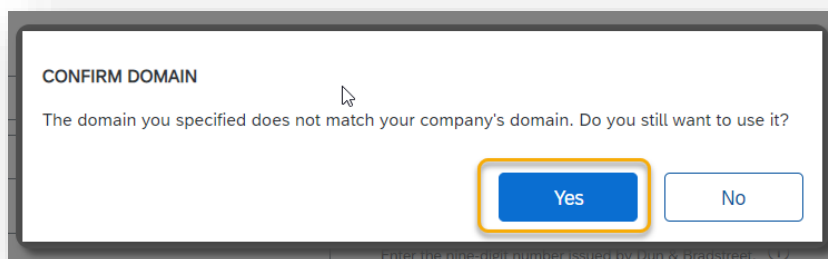 CONFIRM DOMAIN
The domain you specified does not match your company's domain. Do you still want to use it?
Yes
No
Enter the nine-digit number issued by Dun & Bradstreet